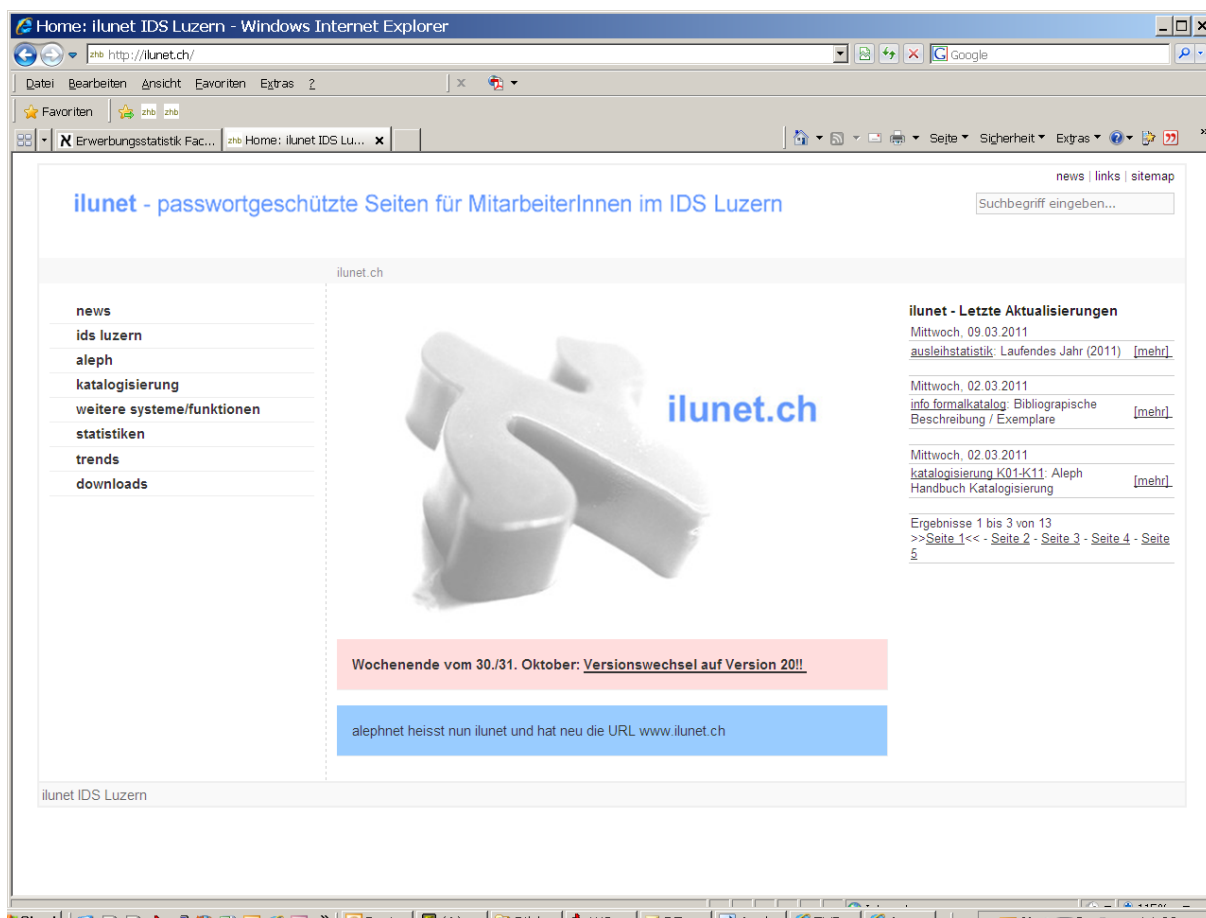 Home: ilunet IDS Luzern - Windows Internet Explorer
zhb http://ilunet.ch/
Google
Datei Bearbeiten Ansicht Favoriten Extras ?
Favoriten zhb zhb
Erwerbungsstatistik Fac... zhb Home: ilunet IDS Lu...
Seite Sicherheit Extras
news | links | sitemap
ilunet - passwortgeschützte Seiten für MitarbeiterInnen im IDS Luzern
Suchbegriff eingeben...
ilunet.ch
news
ids luzern
aleph
katalogisierung
weitere systeme/funktionen
statistiken
trends
downloads
ilunet.ch
Wochenende vom 30./31. Oktober: Versionswechsel auf Version 20!!
alephnet heisst nun ilunet und hat neu die URL www.ilunet.ch
ilunet - Letzte Aktualisierungen
Mittwoch, 09.03.2011
ausleihstatistik: Laufendes Jahr (2011) [mehr]
Mittwoch, 02.03.2011
info formalkatalog: Bibliograpische
Beschreibung / Exemplare [mehr]
Mittwoch, 02.03.2011
katalogisierung K01-K11: Aleph
Handbuch Katalogisierung [mehr]
Ergebnisse 1 bis 3 von 13
>>Seite 1<< - Seite 2 - Seite 3 - Seite 4 - Seite
5
ilunet IDS Luzern